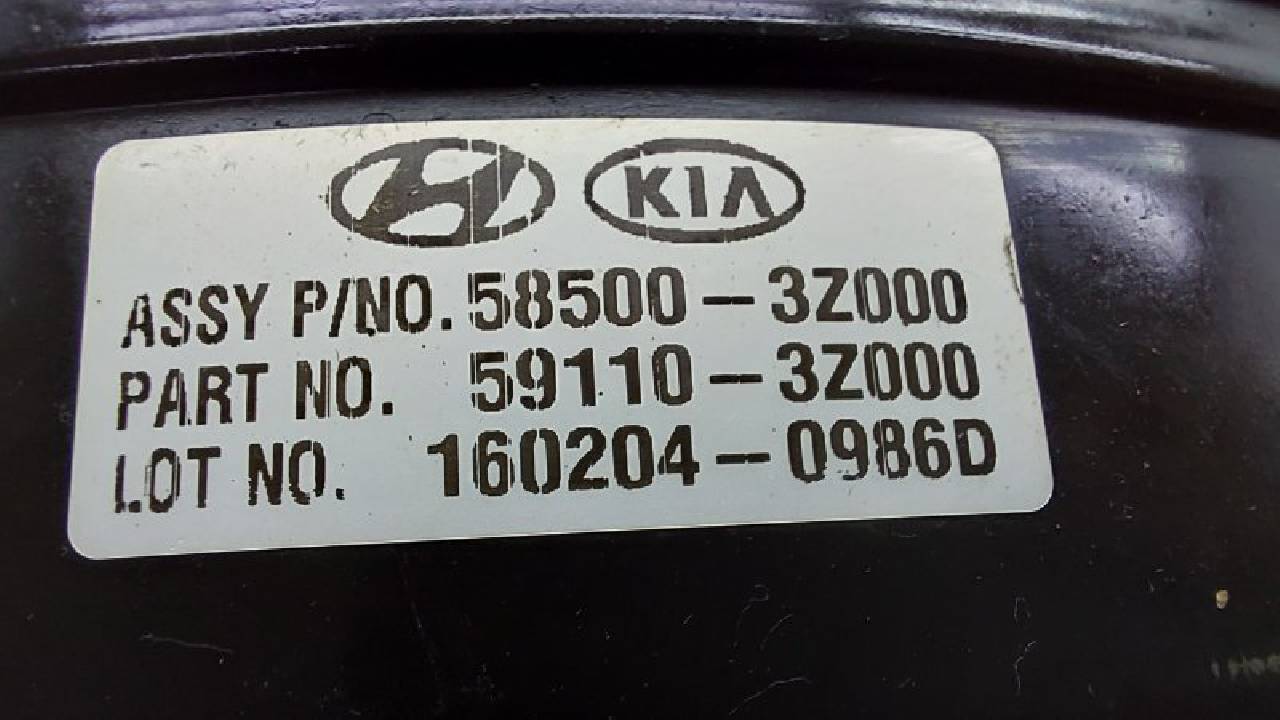 KIA
ASSY P/NO. 58500-3Z000
PART NO. 59110-3Z000
LOT NO. 160204-0986D